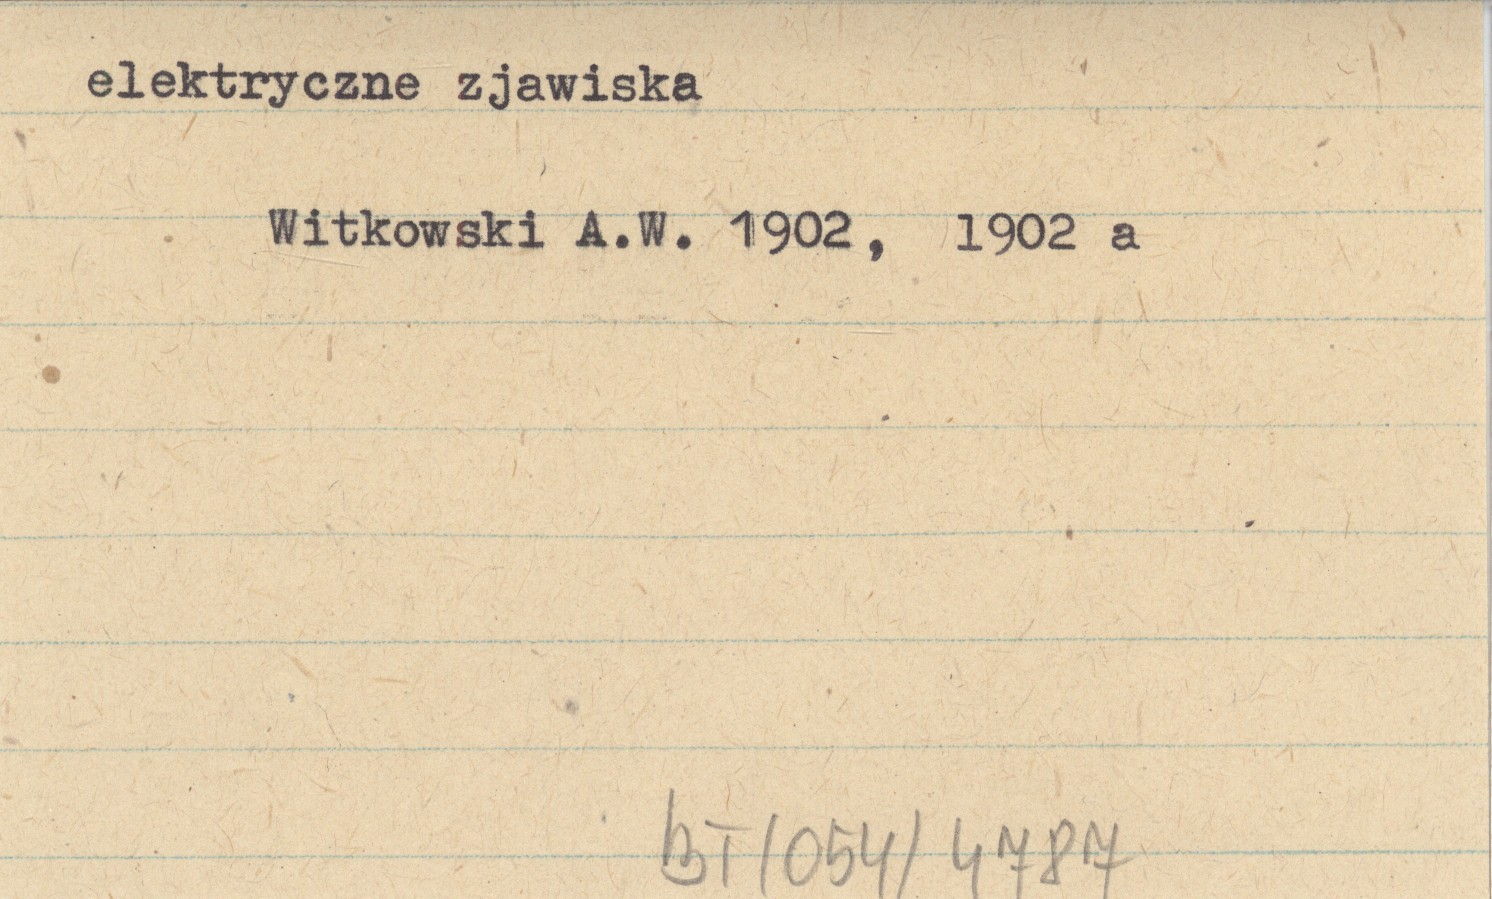 elektryczne zjawiska
Witkowski A.W. 1902, 1902 a
BT/054/4787